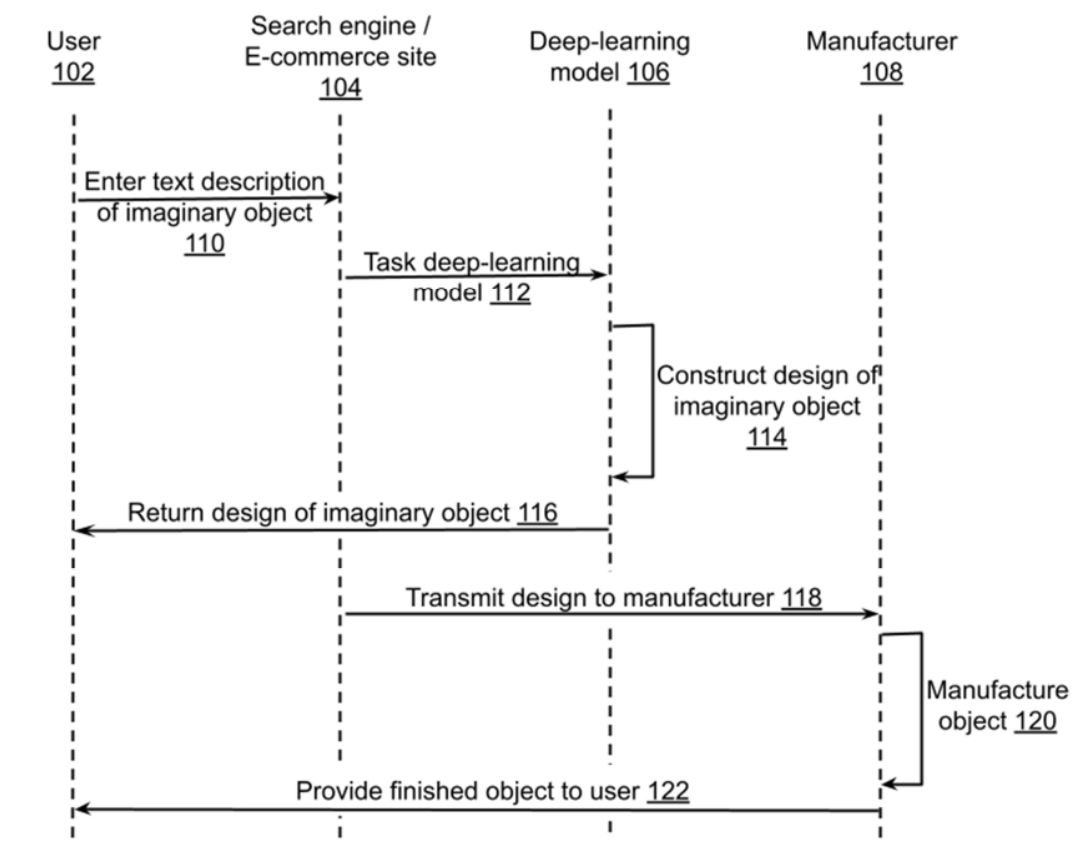 User
102
Search engine /
E-commerce site
104
Deep-learning
model 106
Manufacturer
108
Enter text description
of imaginary object
110
Task deep-learning
model 112
Construct design of
imaginary object
114
Return design of imaginary object 116
Transmit design to manufacturer 118
Manufacture
object 120
Provide finished object to user 122